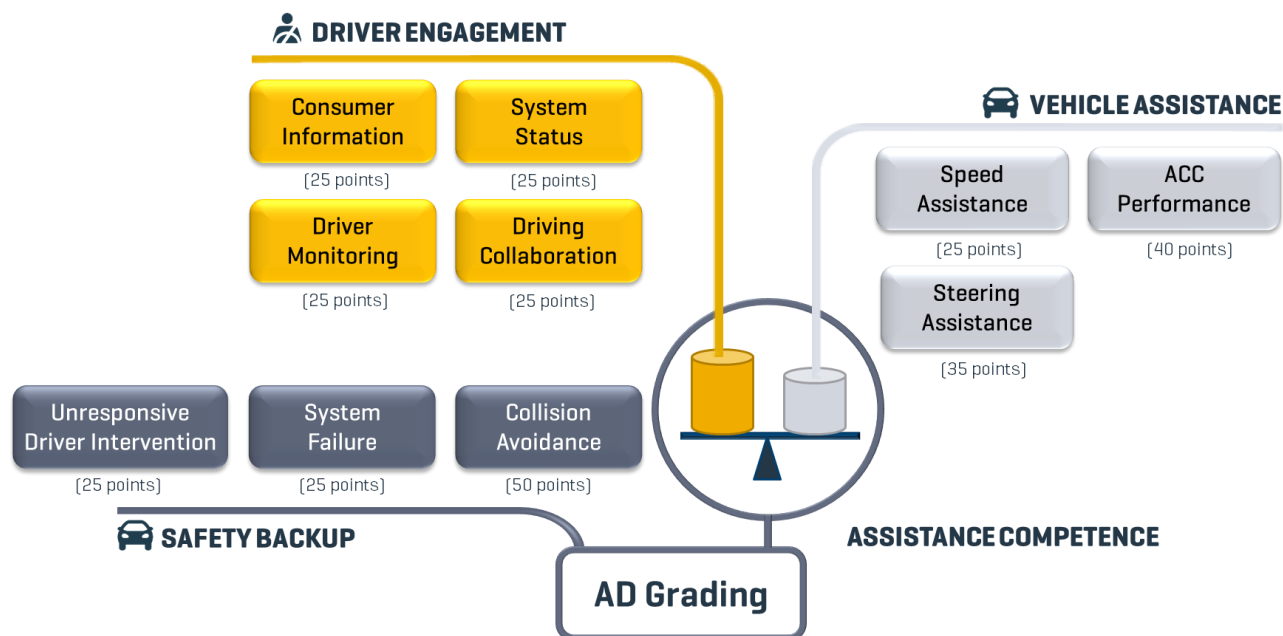 DRIVER ENGAGEMENT
Consumer
Information
(25 points)
System
Status
(25 points)
Driver
Monitoring
(25 points)
Driving
Collaboration
(25 points)
VEHICLE ASSISTANCE
Speed
Assistance
(25 points)
ACC
Performance
(40 points)
Steering
Assistance
(35 points)
Unresponsive
Driver Intervention
(25 points)
System
Failure
(25 points)
Collision
Avoidance
(50 points)
SAFETY BACKUP
ASSISTANCE COMPETENCE
AD Grading